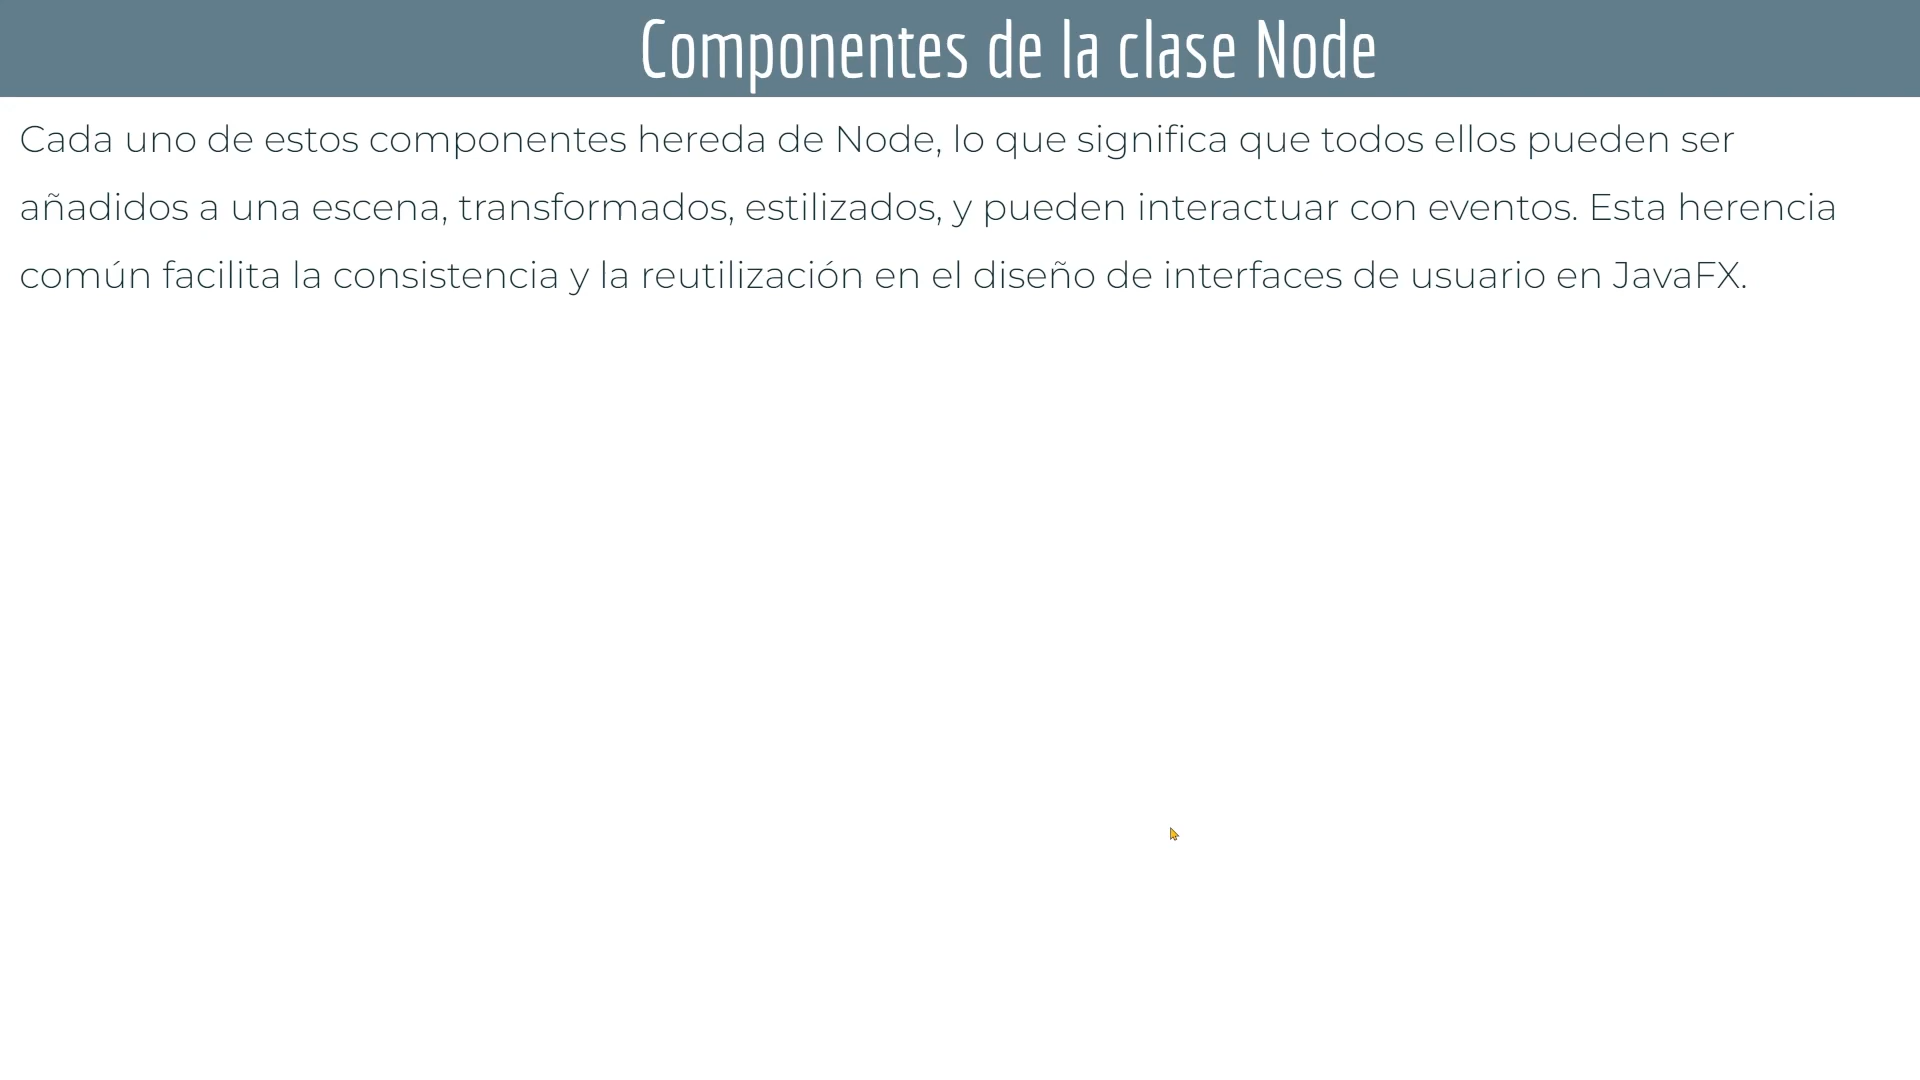 Componentes de la clase Node
Cada uno de estos componentes hereda de Node, lo que significa que todos ellos pueden ser
añadidos a una escena, transformados, estilizados, y pueden interactuar con eventos. Esta herencia
común facilita la consistencia y la reutilización en el diseño de interfaces de usuario en JavaFX.